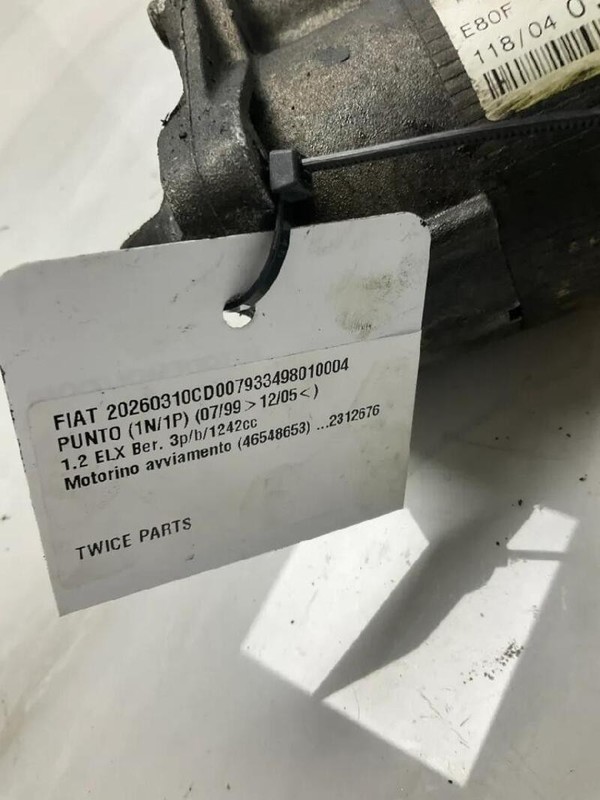 E80F
118/04
FIAT 20260310CD007933498010004
PUNTO (1N/1P) (07/99 > 12/05< )
1.2 ELX Ber. 3p/b/1242cc
Motorino avviamento (46548653) ...2312676
TWICE PARTS